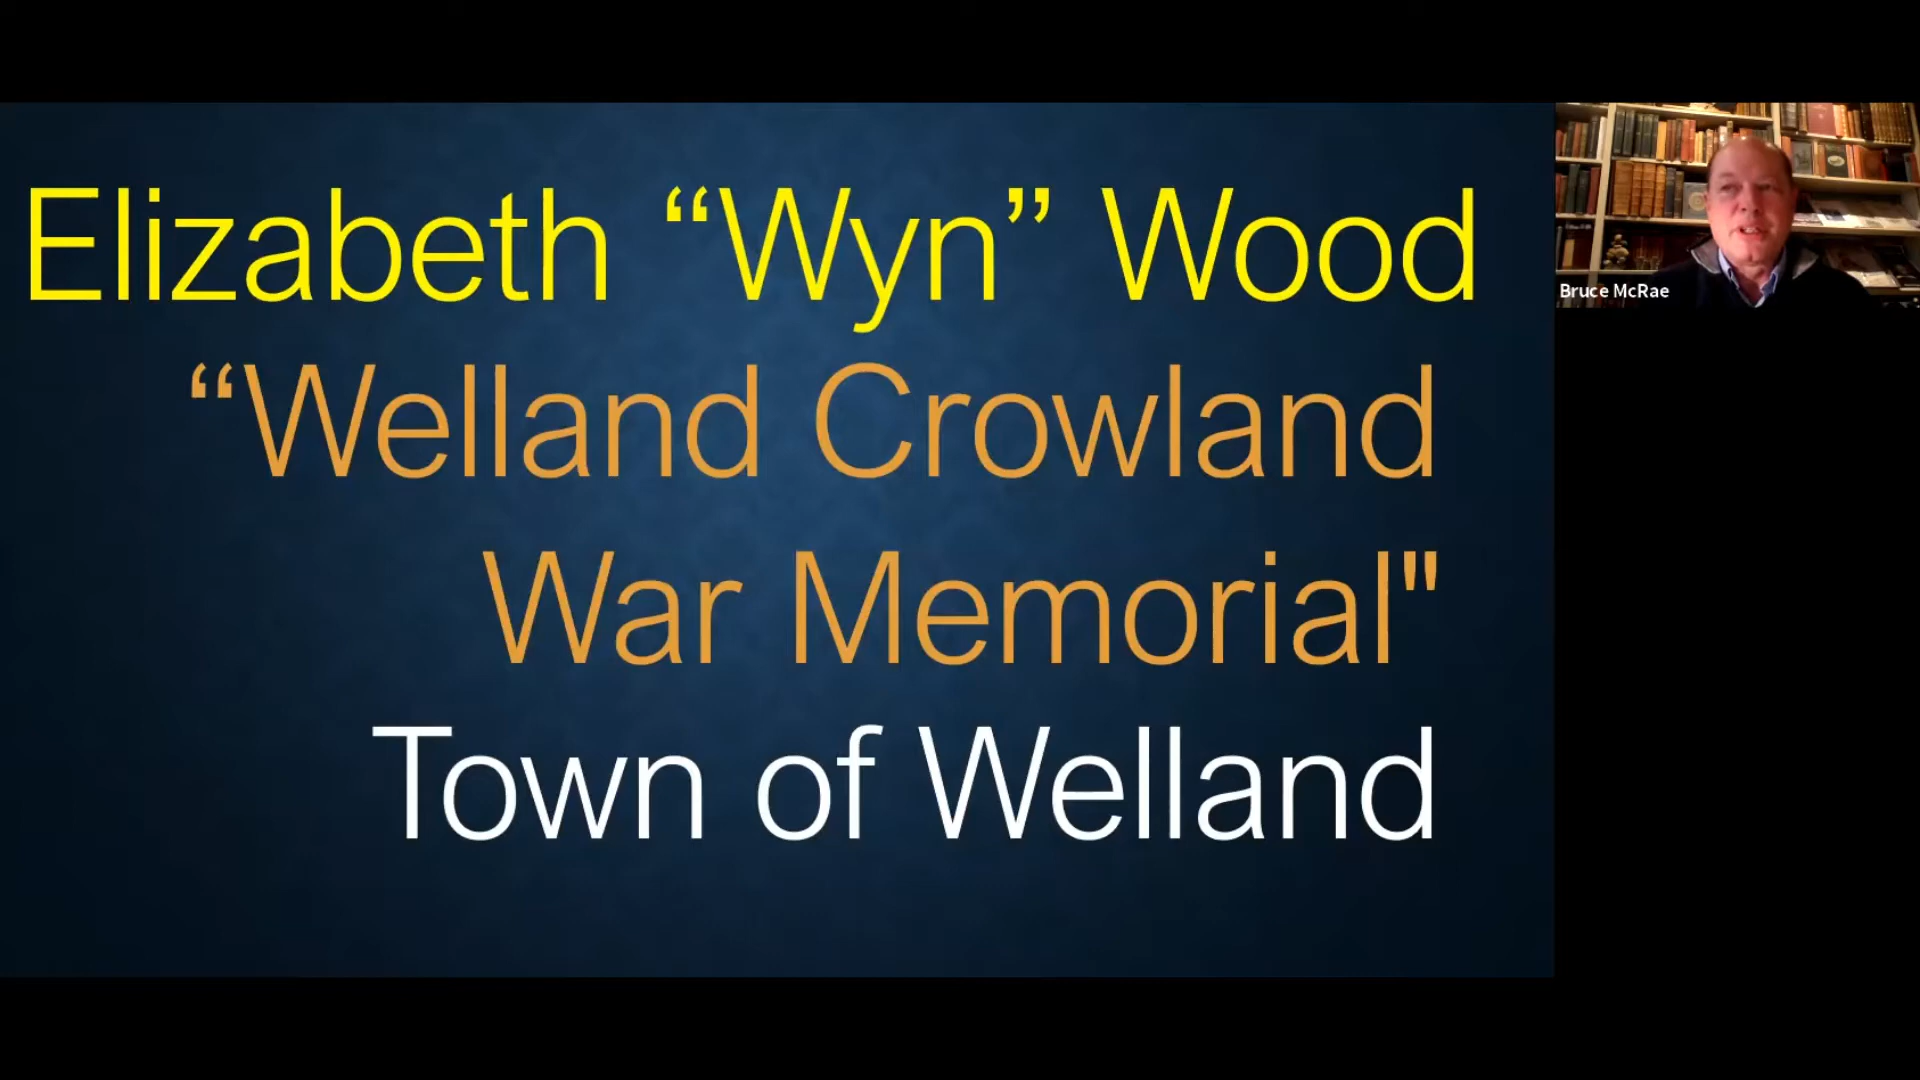 Elizabeth “Wyn” Wood
“Welland Crowland
War Memorial"
Town of Welland
Bruce McRae